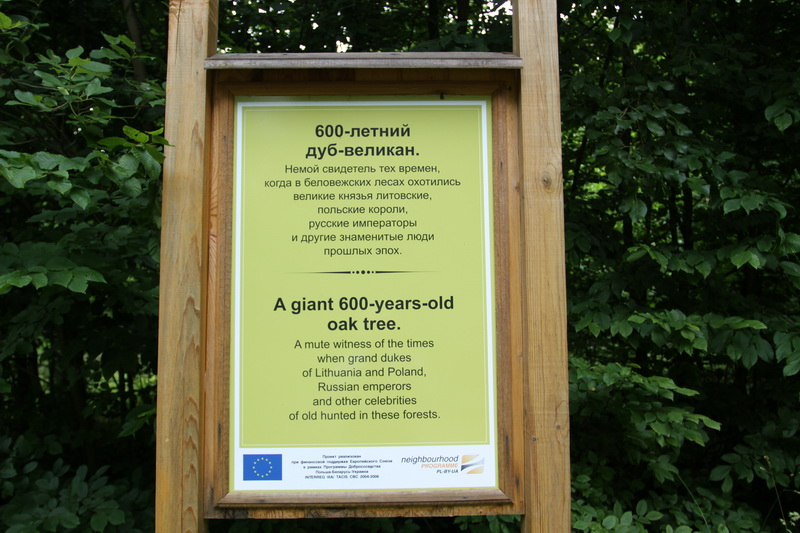 600-летний
дуб-великан.
Немой свидетель тех времен,
когда в беловежских лесах охотились
великие князья литовские,
польские короли,
русские императоры
и другие знаменитые люди
прошлых эпох.
A giant 600-years-old
oak tree.
A mute witness of the times
when grand dukes
of Lithuania and Poland,
Russian emperors
and other celebrities
of old hunted in these forests.
Проект реализован
при финансовой поддержке Европейского Союза
в рамках Программы Добрососедства
Польша-Беларусь-Украина
INTERREG IIIA/ TACIS CBC 2004-2006
neighbourhood
PROGRAMME
PL-BY-UA